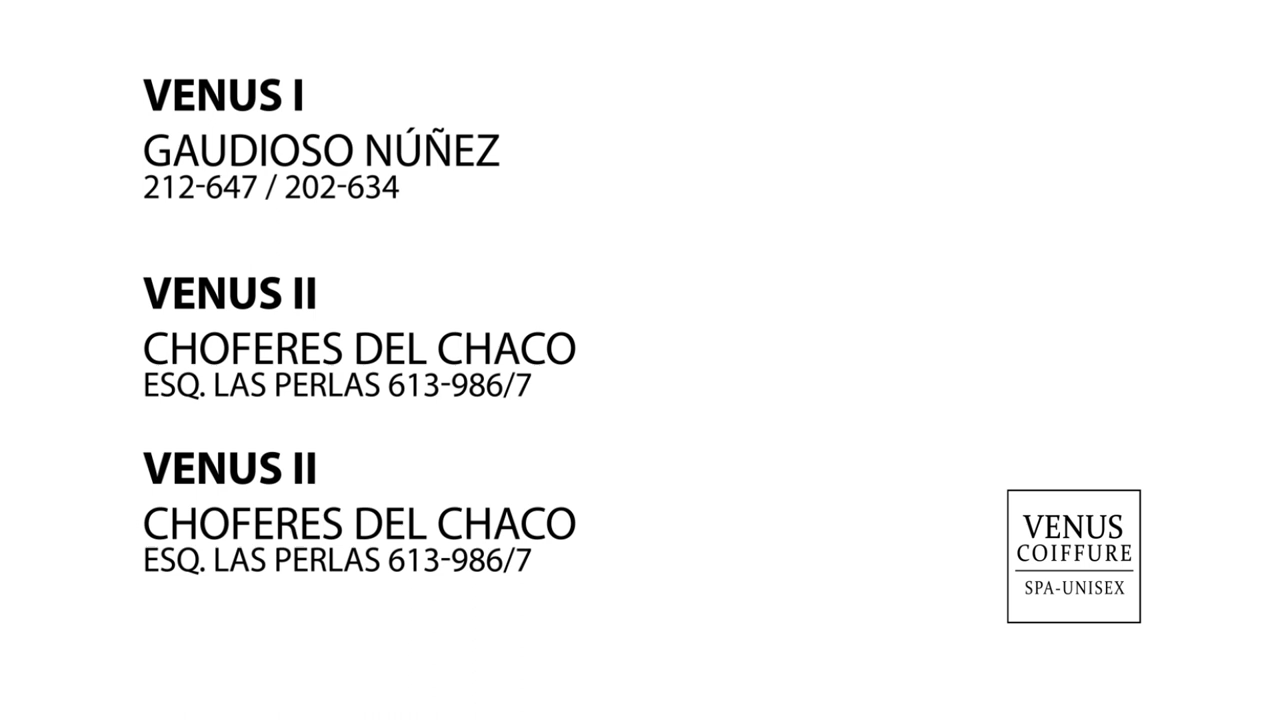 VENUS I
GAUDIOSO NÚÑEZ
212-647 / 202-634
VENUS II
CHOFERES DEL CHACO
ESQ. LAS PERLAS 613-986/7
VENUS II
CHOFERES DEL CHACO
ESQ. LAS PERLAS 613-986/7
VENUS
COIFFURE
SPA-UNISEX